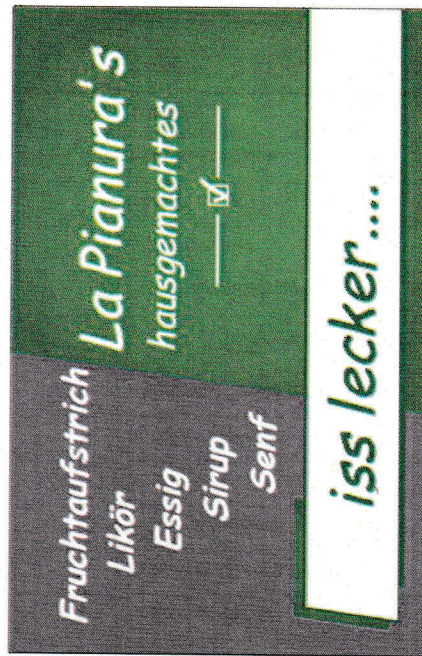 Fruchtaufstrich
Likör
Essig
Sirup
Senf
La Pianura's
hausgemachtes
iss lecker....